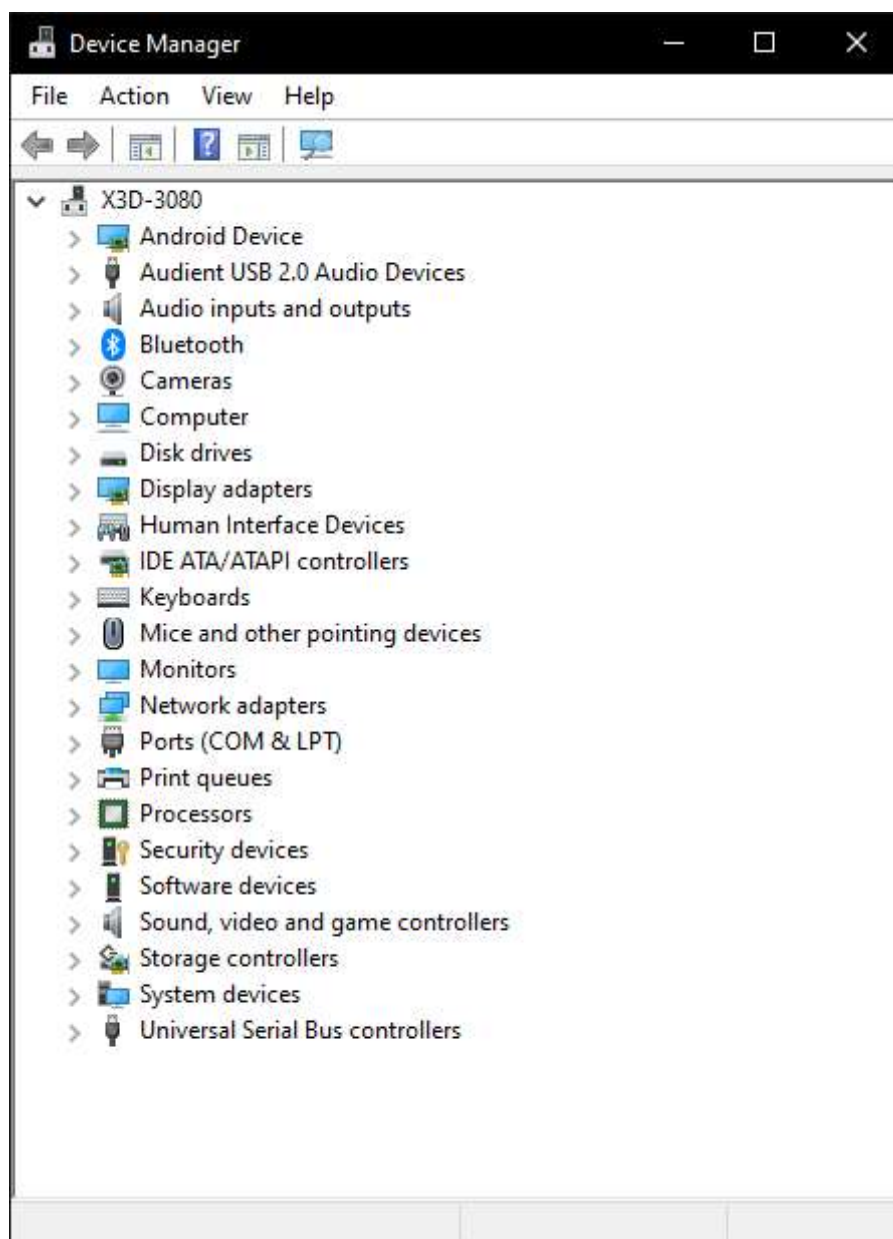 Device Manager
File Action View Help
X3D-3080
Android Device
Audient USB 2.0 Audio Devices
Audio inputs and outputs
Bluetooth
Cameras
Computer
Disk drives
Display adapters
Human Interface Devices
IDE ATA/ATAPI controllers
Keyboards
Mice and other pointing devices
Monitors
Network adapters
Ports (COM & LPT)
Print queues
Processors
Security devices
Software devices
Sound, video and game controllers
Storage controllers
System devices
Universal Serial Bus controllers